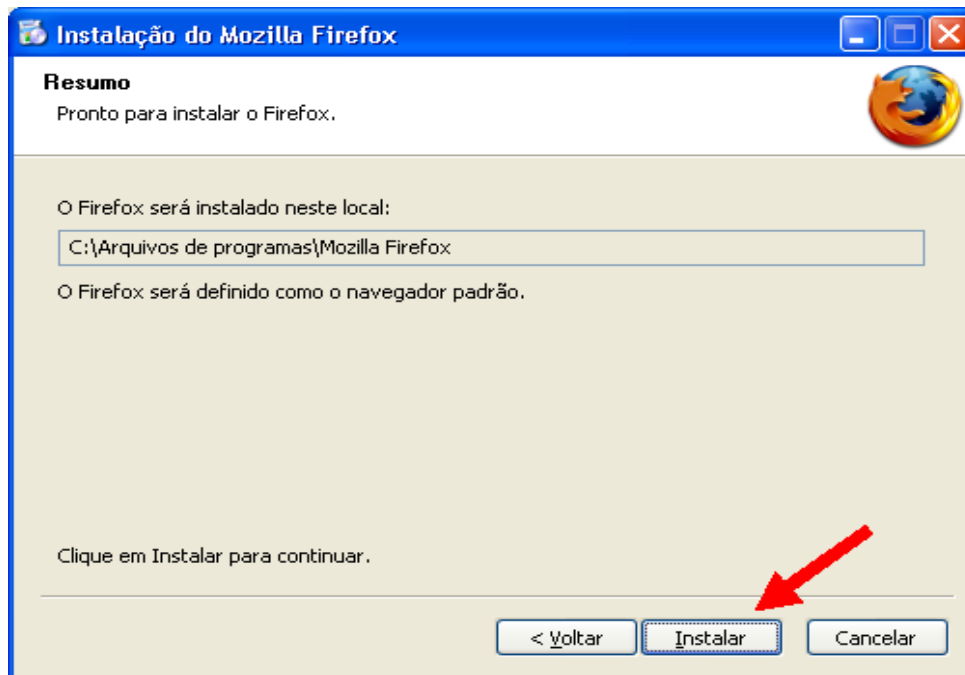 Instalação do Mozilla Firefox
Resumo
Pronto para instalar o Firefox.
O Firefox será instalado neste local:
C:\Arquivos de programas\Mozilla Firefox
O Firefox será definido como o navegador padrão.
Clique em Instalar para continuar.
< Voltar Instalar Cancelar